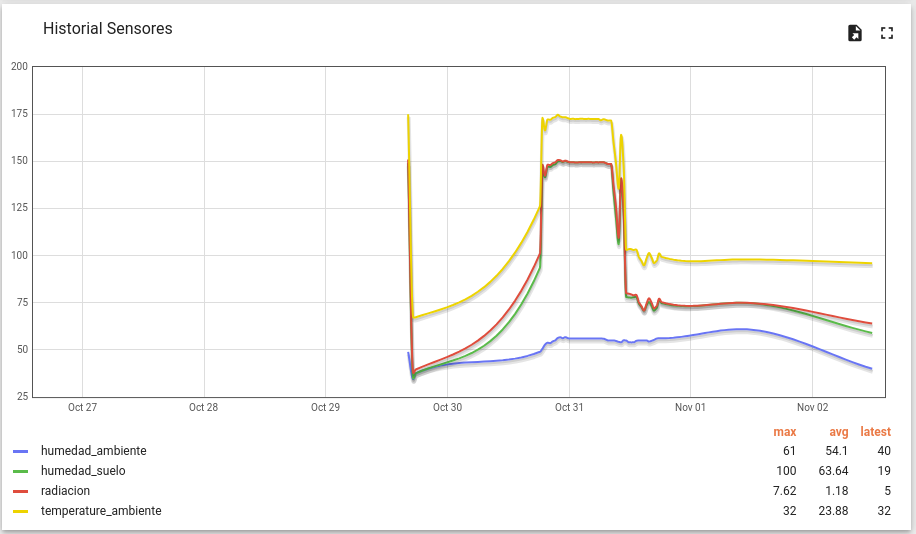 Historial Sensores
200
175
150
125
100
75
50
25
Oct 27 Oct 28 Oct 29 Oct 30 Oct 31 Nov 01 Nov 02
max avg latest
humedad_ambiente 61 54.1 40
humedad_suelo 100 63.64 19
radiacion 7.62 1.18 5
temperature_ambiente 32 23.88 32